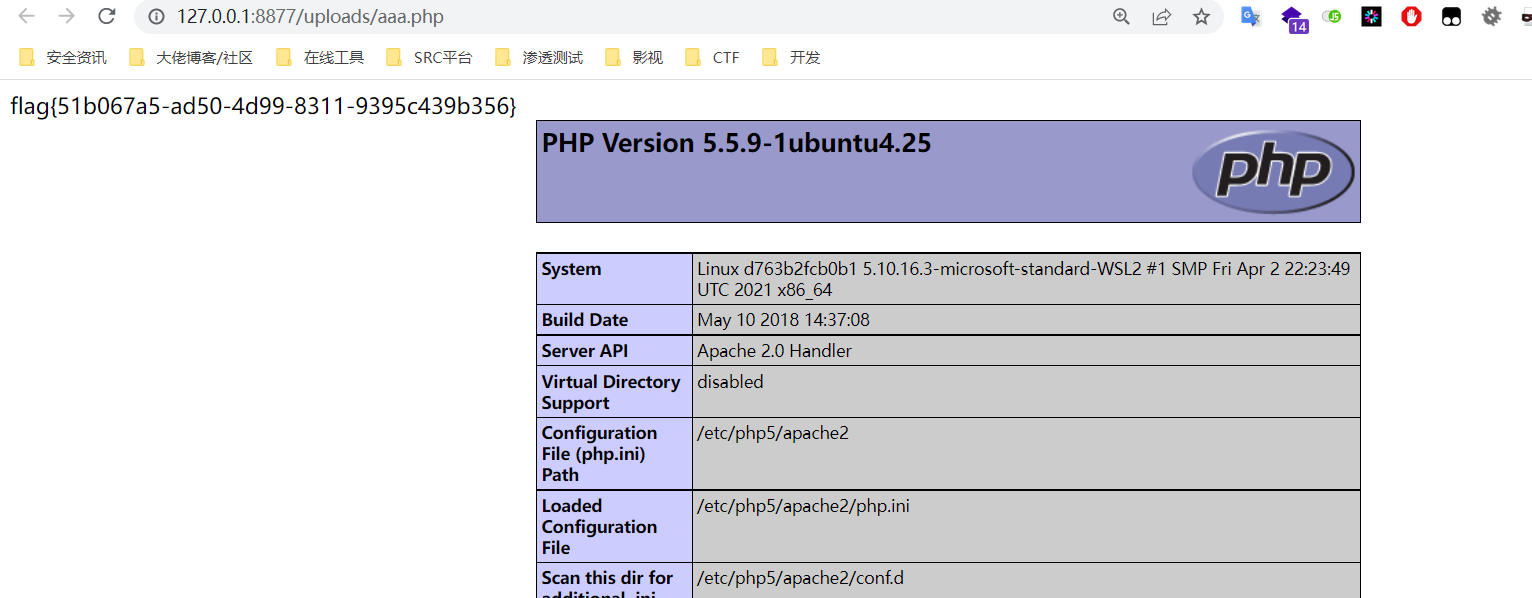 127.0.0.1:8877/uploads/aaa.php
14
安全资讯 大佬博客/社区 在线工具 SRC平台 渗透测试 影视 CTF 开发
flag{51b067a5-ad50-4d99-8311-9395c439b356}
PHP Version 5.5.9-1ubuntu4.25
php
System Linux d763b2fcb0b1 5.10.16.3-microsoft-standard-WSL2 #1 SMP Fri Apr 2 22:23:49
UTC 2021 x86_64
Build Date May 10 2018 14:37:08
Server API Apache 2.0 Handler
Virtual Directory disabled
Support
Configuration /etc/php5/apache2
File (php.ini)
Path
Loaded /etc/php5/apache2/php.ini
Configuration
File
Scan this dir for /etc/php5/apache2/conf.d
additional .ini